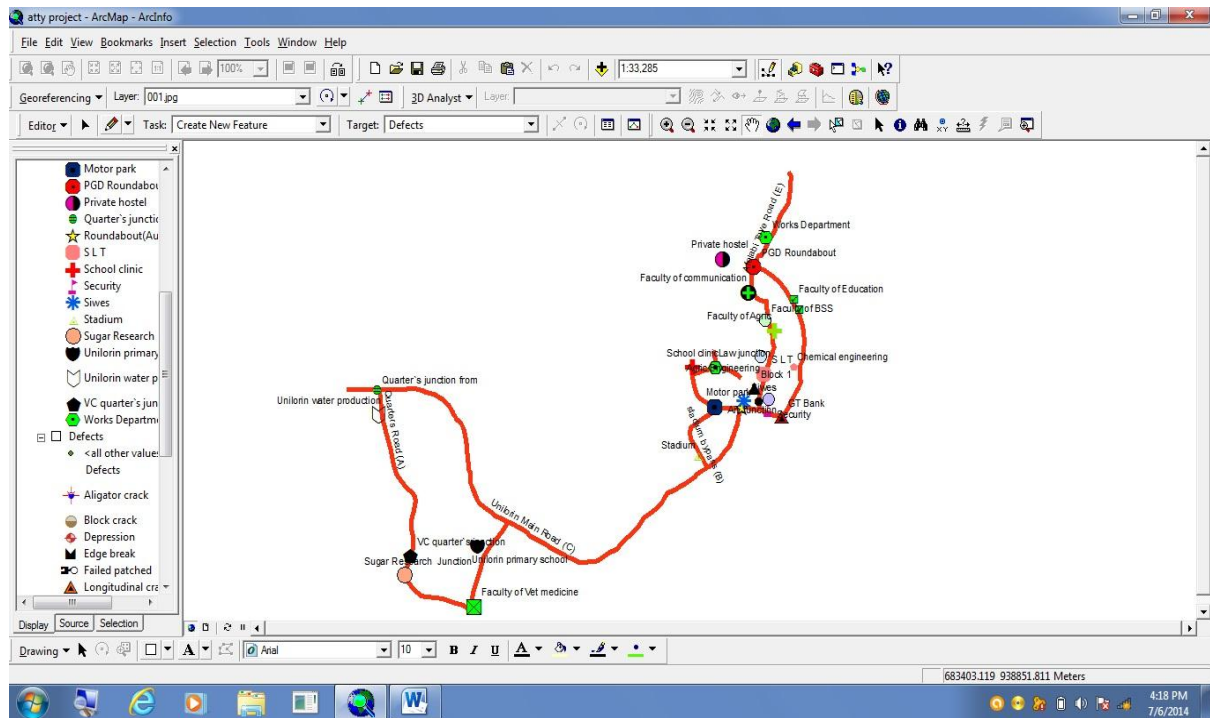 atty project - ArcMap - ArcInfo
File Edit View Bookmarks Insert Selection Tools Window Help
100% 1:33,285
Georeferencing Layer: 001.jpg 3D Analyst Layer:
Editor Task: Create New Feature Target: Defects
Motor park
PGD Roundabou
Private hostel
Quarter`s junctic
Roundabout(Au
S L T
School clinic
Security
Siwes
Stadium
Sugar Research
Unilorin primary
Unilorin water p
VC quarter`s jun
Works Departm
Defects
<all other value:
Defects
Aligator crack
Block crack
Depression
Edge break
Failed patched
Longitudinal cra
Display Source Selection
Works Department
Road (E)
Private hostel
PGD Roundabout
Faculty of communication
Faculty of Education
Faculty of BSS
Faculty of Agric
School clinic Law junction
S L T Chemical engineering
Block 1
Quarter`s junction from
Motor park
Unilorin water production
GT Bank
Security
Quarters Road (A)
Stadium
stadium bypass (B)
Unilorin Main Road (C)
VC quarter`s junction
Sugar Research Junction Unilorin primary school
Faculty of Vet medicine
Drawing A Arial 10 B I U A
683403.119 938851.811 Meters
4:18 PM
7/6/2014